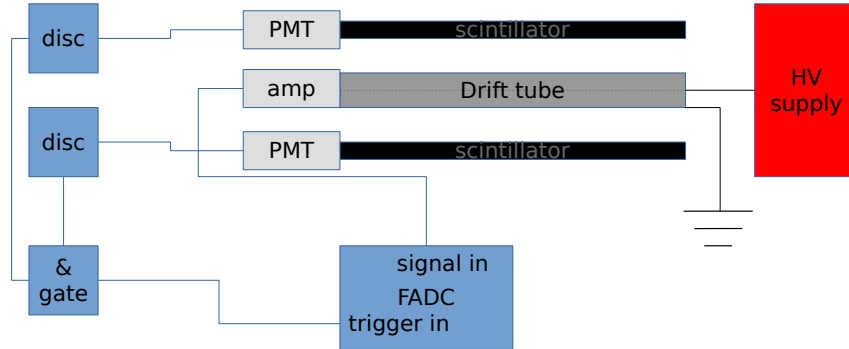 disc
PMT
scintillator
amp
Drift tube
HV
supply
disc
PMT
scintillator
&
gate
signal in
FADC
trigger in